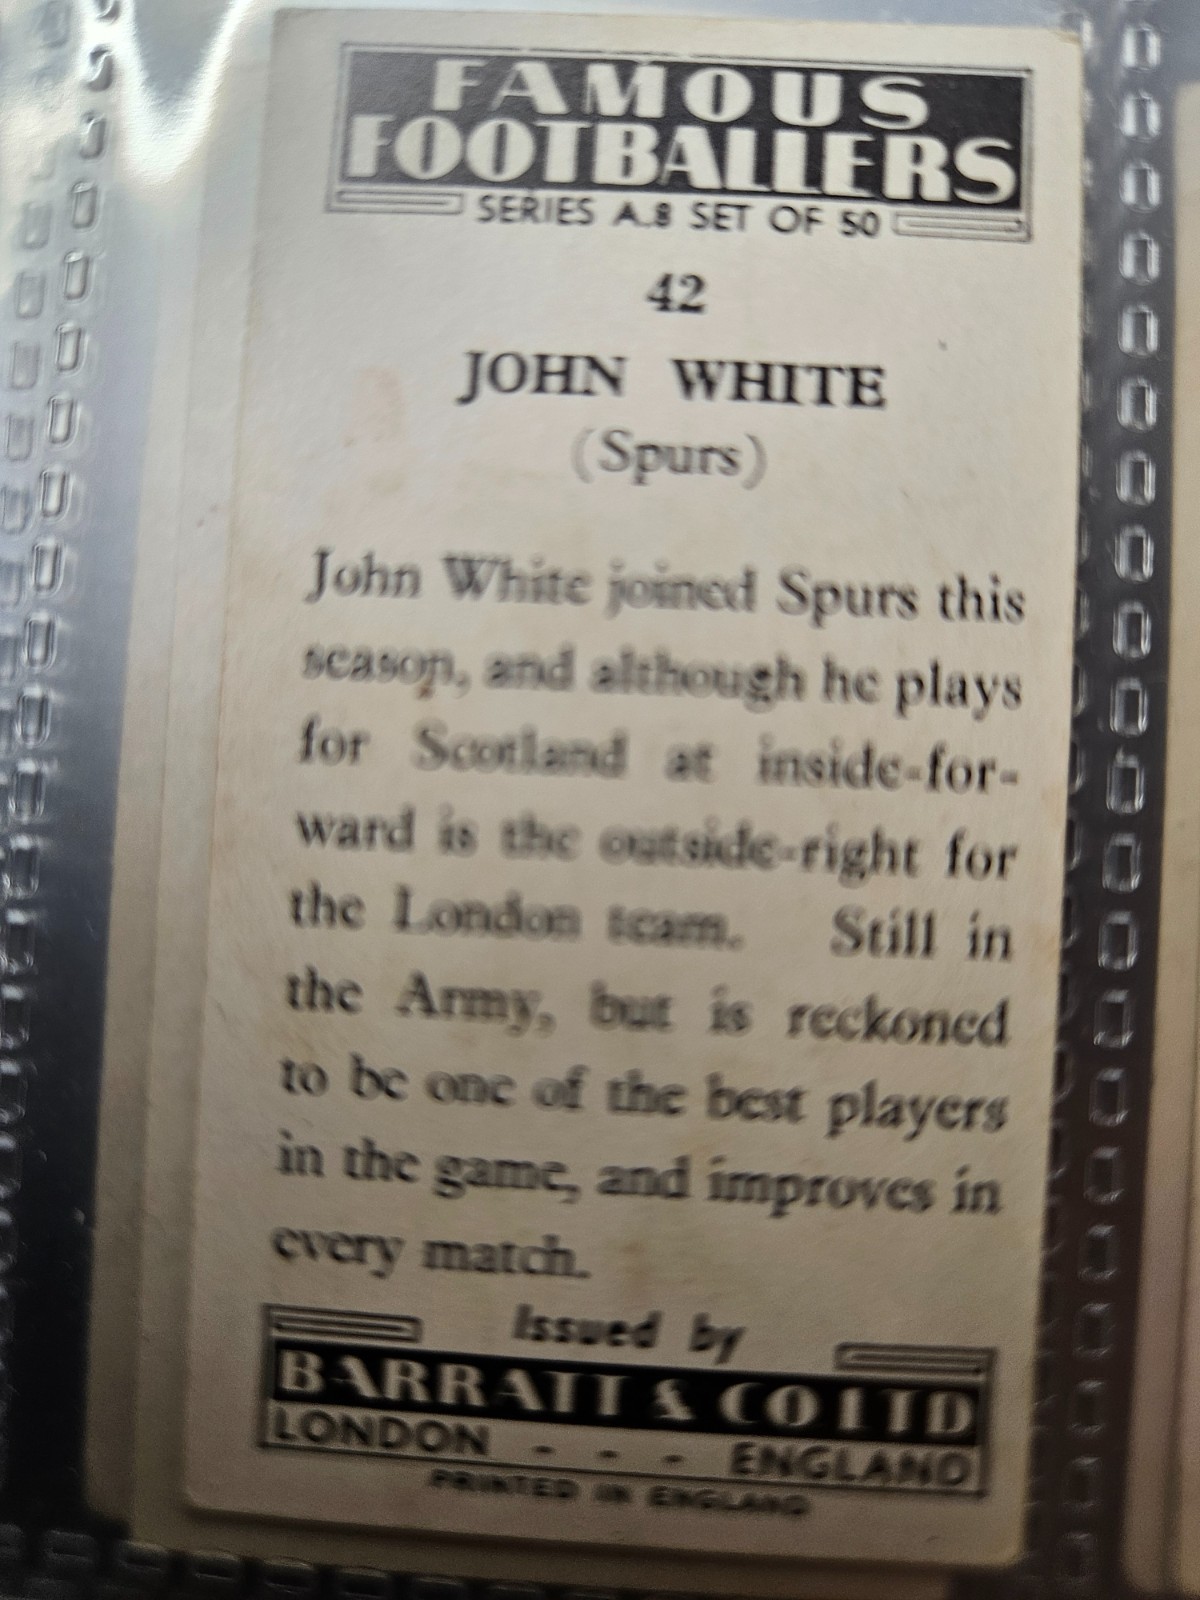 FAMOUS
FOOTBALLERS
SERIES A.8 SET OF 50
42
JOHN WHITE
(Spurs)
John White joined Spurs this
season, and although he plays
for Scotland at inside-for-
ward is the outside-right for
the London team. Still in
the Army, but is reckoned
to be one of the best players
in the game, and improves in
every match.
Issued by
BARRATT & CO LTD
LONDON - - - ENGLAND
PRINTED IN ENGLAND